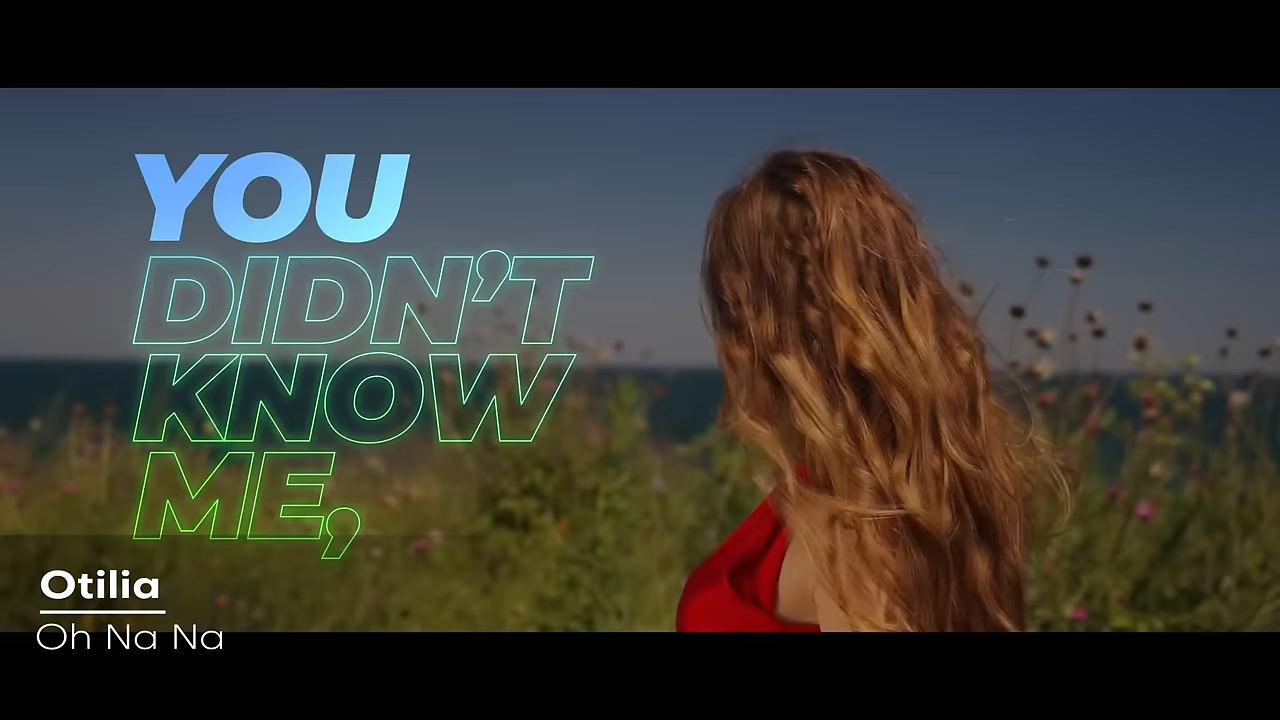 YOU
DIDN’T
KNOW
ME,
Otilia
Oh Na Na